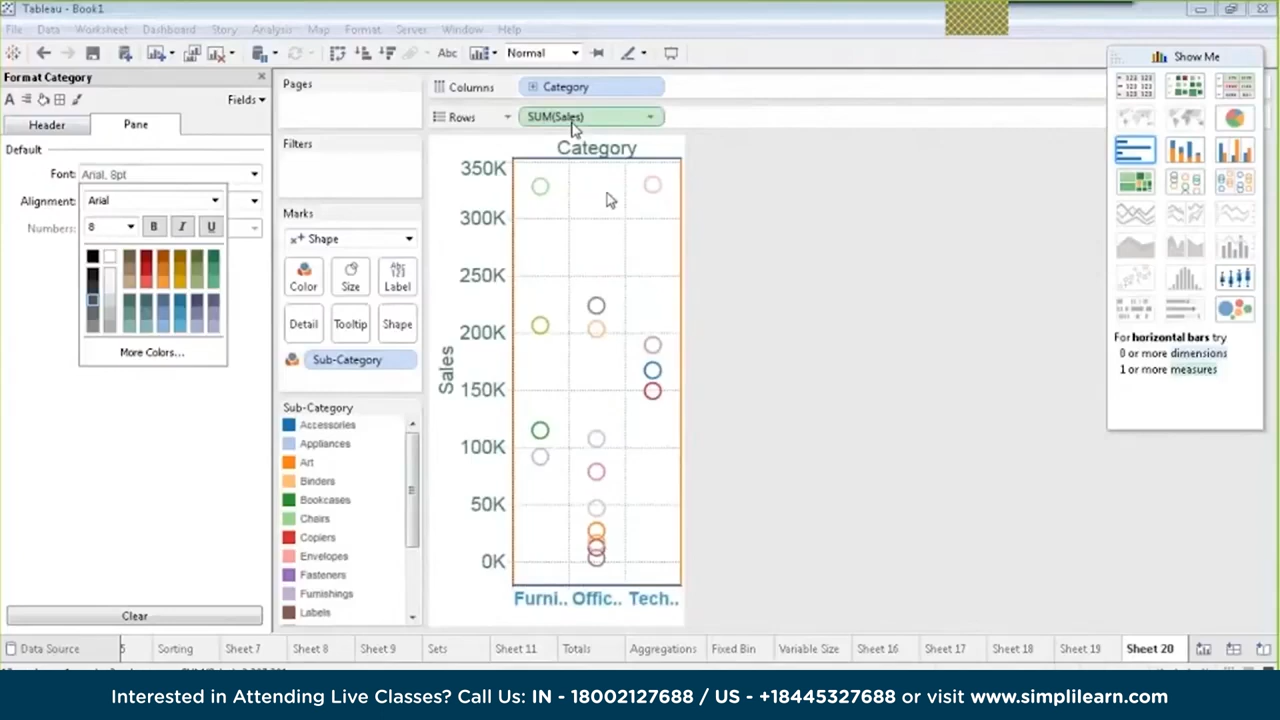 Tableau - Book1
File Data Worksheet Dashboard Story Analysis Map Format Server Window Help
Abc Normal
Show Me
Format Category
Fields
Header Pane
Default
Font: Arial, 8pt
Alignment:
Numbers:
Arial
8 B I U
More Colors...
Clear
Pages
Filters
Marks
Shape
Color Size Label
Detail Tooltip Shape
Sub-Category
Sub-Category
Accessories
Appliances
Art
Binders
Bookcases
Chairs
Copiers
Envelopes
Fasteners
Furnishings
Labels
Columns Category
Rows SUM(Sales)
Category
350K
300K
250K
200K
150K
100K
50K
0K
Sales
Furni.. Offic.. Tech..
For horizontal bars try
0 or more dimensions
1 or more measures
Data Source 5 Sorting Sheet 7 Sheet 8 Sheet 9 Sets Sheet 11 Totals Aggregations Fixed Bin Variable Size Sheet 16 Sheet 17 Sheet 18 Sheet 19 Sheet 20
Interested in Attending Live Classes? Call Us: IN - 18002127688 / US - +18445327688 or visit www.simplilearn.com